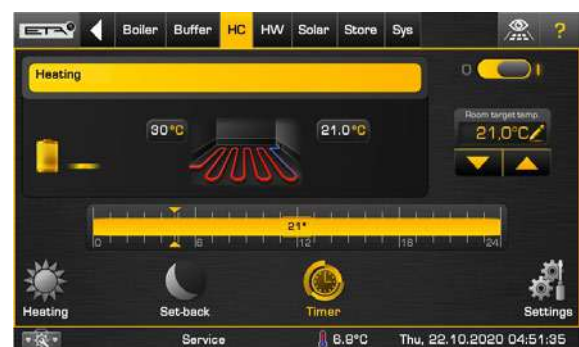 ETA
Boiler Buffer HC HW Solar Store Sys ?
Heating
0 I
30°C 21.0°C
Room target temp.
21,0°C
21°
0 6 12 18 24
Heating Set-back Timer Settings
Service 6.8°C Thu, 22.10.2020 04:51:35